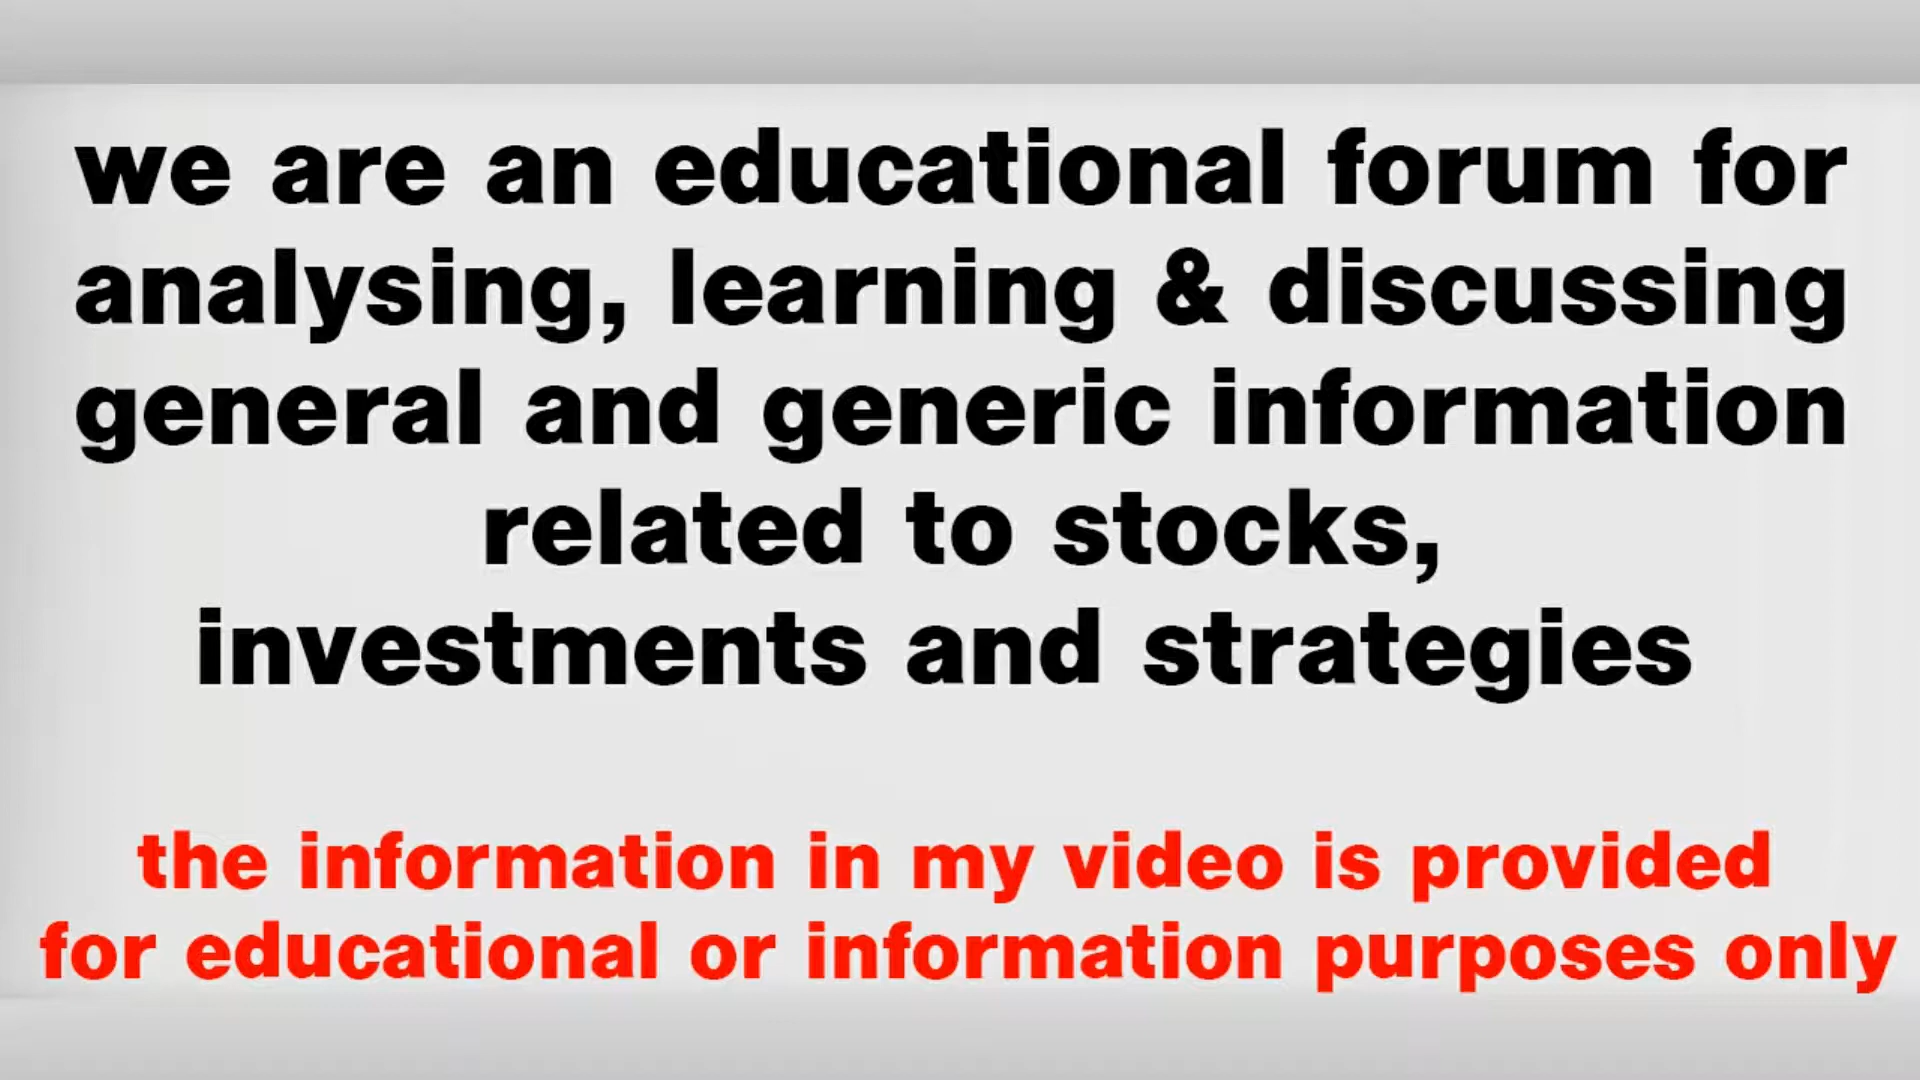 we are an educational forum for
analysing, learning & discussing
general and generic information
related to stocks,
investments and strategies
the information in my video is provided
for educational or information purposes only